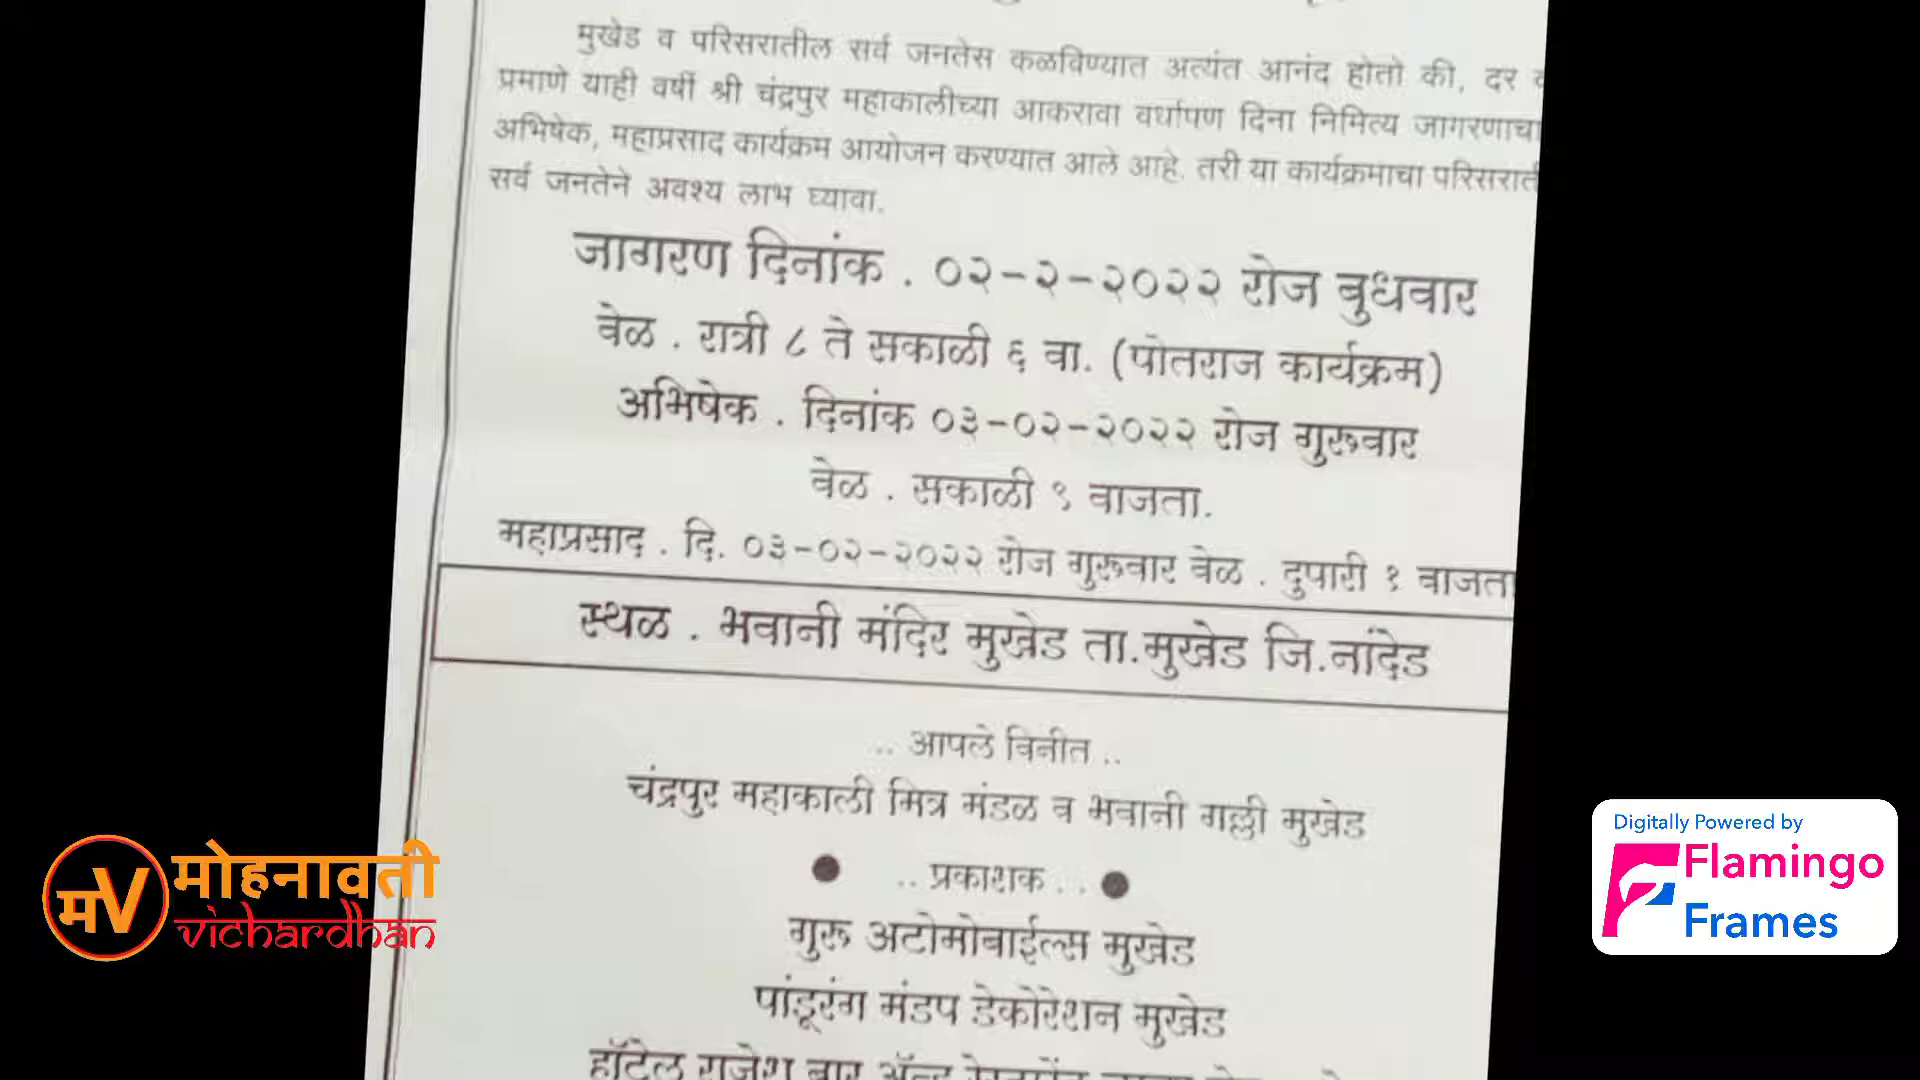 मुखेड व परिसरातील सर्व जनतेस कळविण्यात अत्यंत आनंद होतो की, दर
प्रमाणे याही वर्षी श्री चंद्रपुर महाकालीच्या आकरावा वर्धापण दिना निमित्य जागरणाचा
अभिषेक, महाप्रसाद कार्यक्रम आयोजन करण्यात आले आहे. तरी या कार्यक्रमाचा
सर्व जनतेने अवश्य लाभ घ्यावा.
जागरण दिनांक . ०२-२-२०२२ रोज बुधवार
वेळ . रात्री ८ ते सकाळी ६ वा. (पोतराज कार्यक्रम)
अभिषेक . दिनांक ०३-०२-२०२२ रोज गुरूवार
वेळ . सकाळी ९ वाजता.
महाप्रसाद . दि. ०३-०२-२०२२ रोज गुरूवार वेळ . दुपारी १ वाजता
स्थळ . भवानी मंदिर मुखेड ता.मुखेड जि.नांदेड
.. आपले विनीत ..
चंद्रपुर महाकाली मित्र मंडळ व भवानी गल्ली मुखेड
.. प्रकाशक ..
गुरू अटोमोबाईल्स मुखेड
पांडूरंग मंडप डेकोरेशन मुखेड
हॉटेल राजेश बार ॲन्ड
मV मोहनावती
vichardhan
Digitally Powered by
Flamingo
Frames